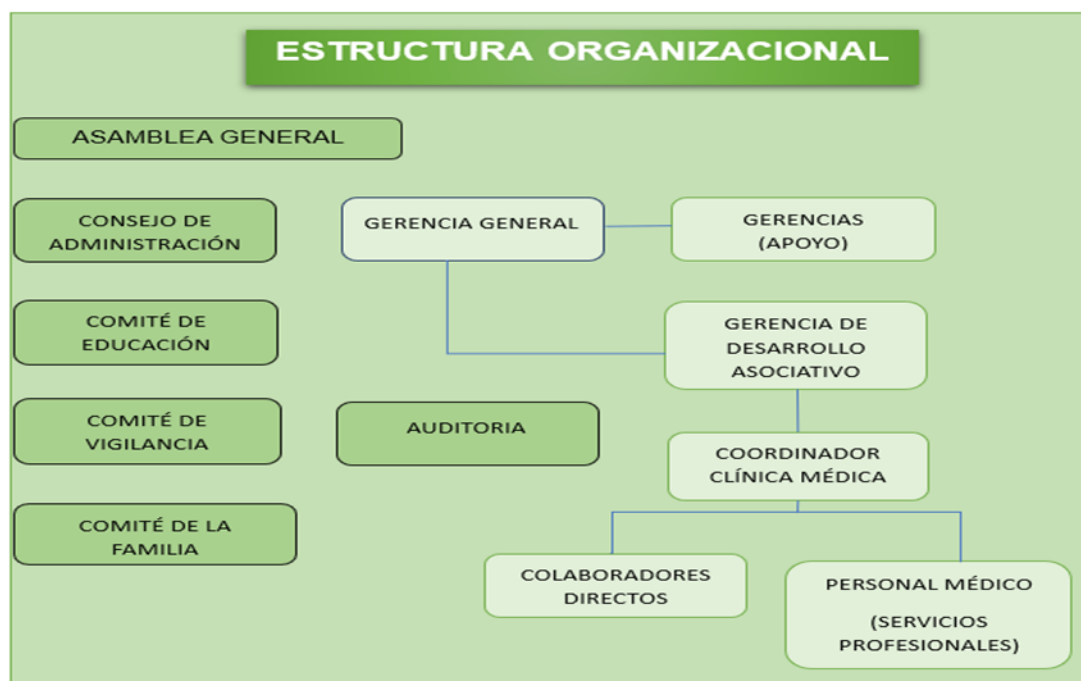 ESTRUCTURA ORGANIZACIONAL
ASAMBLEA GENERAL
CONSEJO DE
ADMINISTRACIÓN
GERENCIA GENERAL
GERENCIAS
(APOYO)
COMITÉ DE
EDUCACIÓN
GERENCIA DE
DESARROLLO
ASOCIATIVO
COMITÉ DE
VIGILANCIA
AUDITORIA
COORDINADOR
CLÍNICA MÉDICA
COMITÉ DE LA
FAMILIA
COLABORADORES
DIRECTOS
PERSONAL MÉDICO
(SERVICIOS
PROFESIONALES)